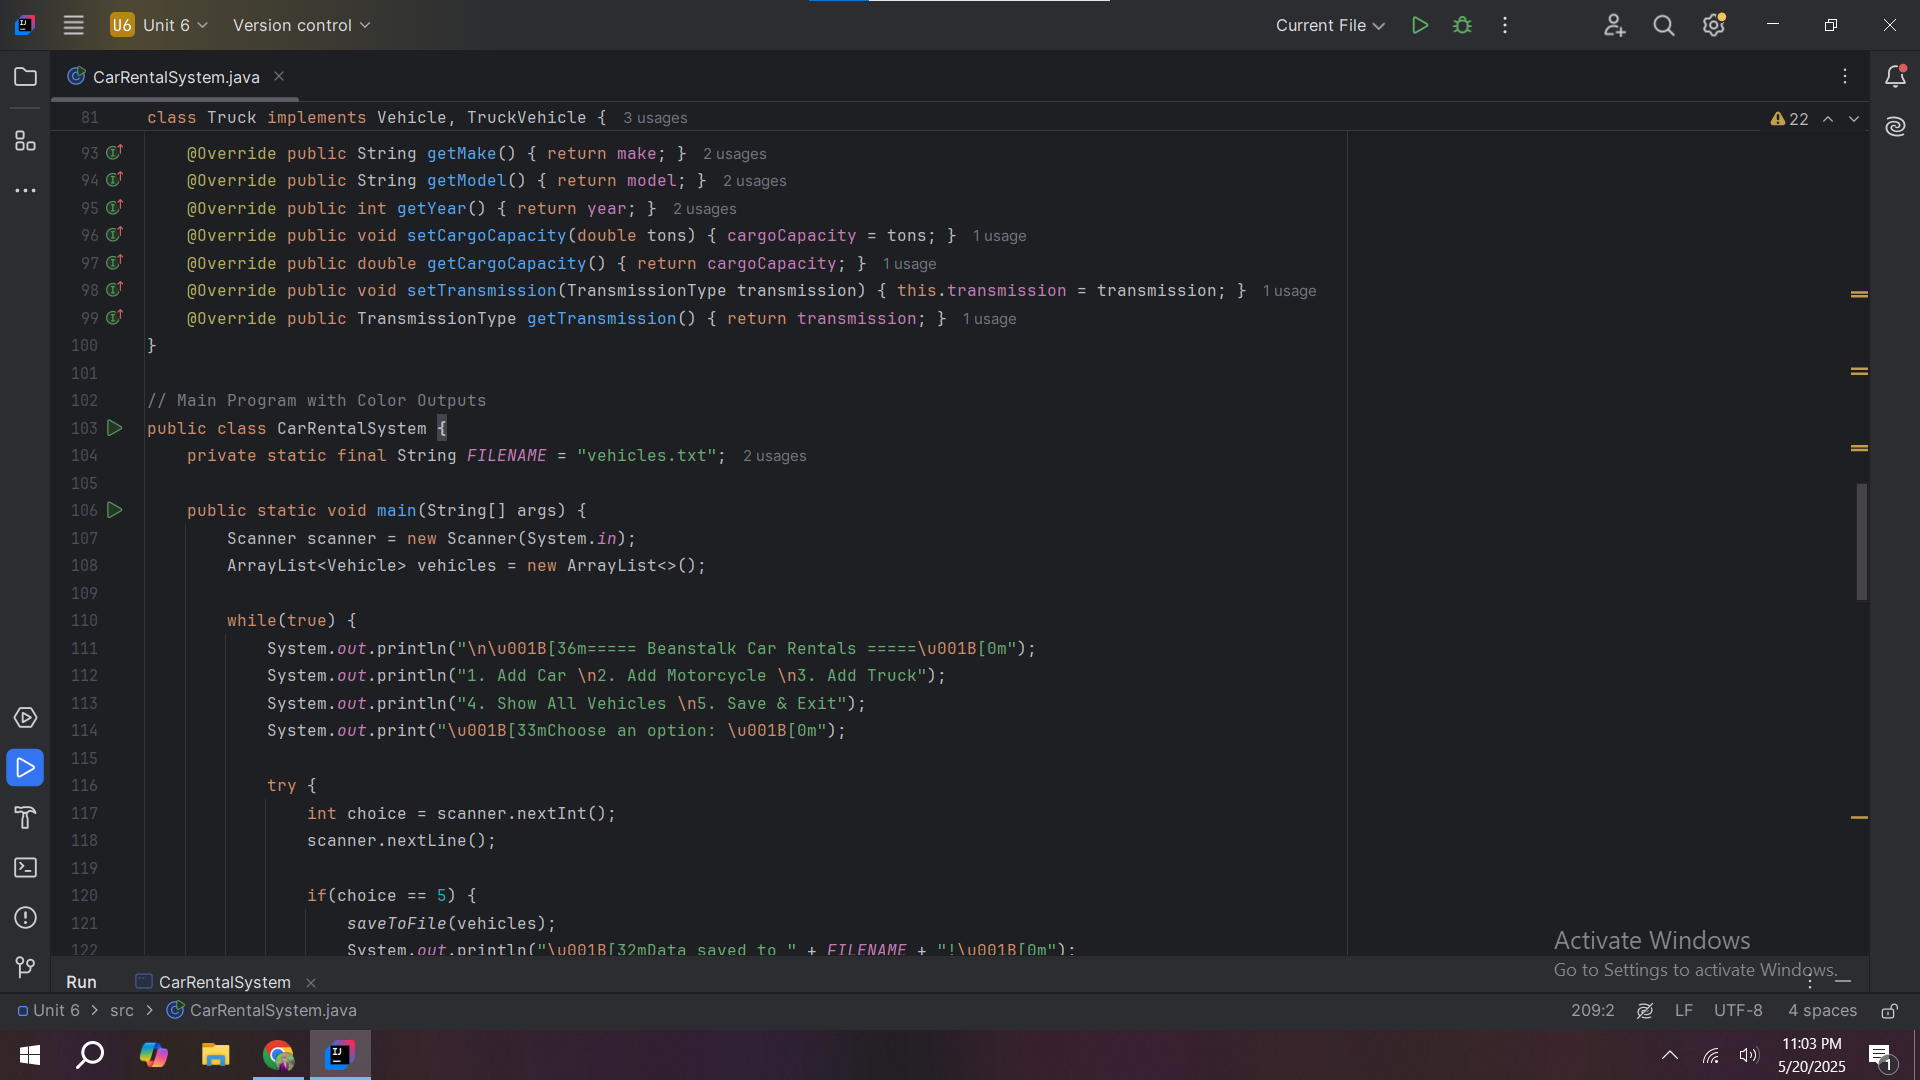 U6 Unit 6 Version control Current File
CarRentalSystem.java
81 class Truck implements Vehicle, TruckVehicle { 3 usages 22
93 @Override public String getMake() { return make; } 2 usages
94 @Override public String getModel() { return model; } 2 usages
95 @Override public int getYear() { return year; } 2 usages
96 @Override public void setCargoCapacity(double tons) { cargoCapacity = tons; } 1 usage
97 @Override public double getCargoCapacity() { return cargoCapacity; } 1 usage
98 @Override public void setTransmission(TransmissionType transmission) { this.transmission = transmission; } 1 usage
99 @Override public TransmissionType getTransmission() { return transmission; } 1 usage
100 }
101
102 // Main Program with Color Outputs
103 public class CarRentalSystem {
104 private static final String FILENAME = "vehicles.txt"; 2 usages
105
106 public static void main(String[] args) {
107 Scanner scanner = new Scanner(System.in);
108 ArrayList<Vehicle> vehicles = new ArrayList<>();
109
110 while(true) {
111 System.out.println("\n\u001B[36m===== Beanstalk Car Rentals =====\u001B[0m");
112 System.out.println("1. Add Car \n2. Add Motorcycle \n3. Add Truck");
113 System.out.println("4. Show All Vehicles \n5. Save & Exit");
114 System.out.print("\u001B[33mChoose an option: \u001B[0m");
115
116 try {
117 int choice = scanner.nextInt();
118 scanner.nextLine();
119
120 if(choice == 5) {
121 saveToFile(vehicles);
122 System.out.println("\u001B[32mData saved to " + FILENAME + "!\u001B[0m");
Activate Windows
Go to Settings to activate Windows.
Run CarRentalSystem
Unit 6 > src > CarRentalSystem.java 209:2 LF UTF-8 4 spaces
11:03 PM
5/20/2025
1